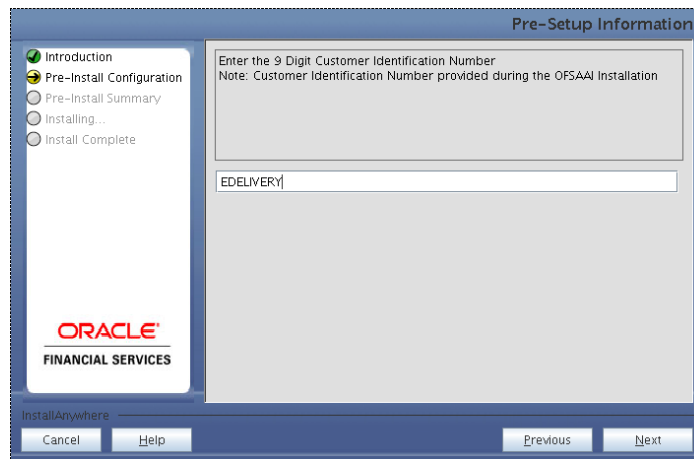 Pre-Setup Information
Introduction
Pre-Install Configuration
Pre-Install Summary
Installing...
Install Complete
Enter the 9 Digit Customer Identification Number
Note: Customer Identification Number provided during the OFSAAI Installation
EDELIVERY
ORACLE
FINANCIAL SERVICES
InstallAnywhere
Cancel
Help
Previous
Next